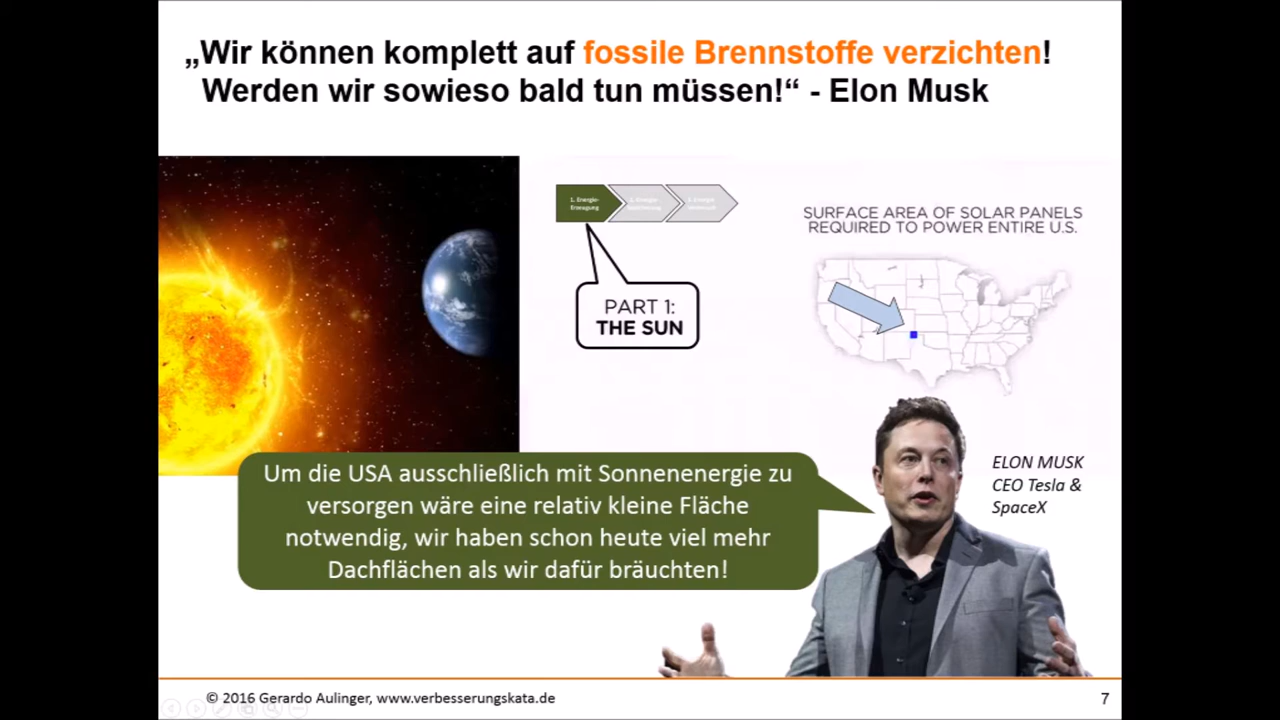 „Wir können komplett auf fossile Brennstoffe verzichten!
Werden wir sowieso bald tun müssen!“ - Elon Musk
1. Energie-
Erzeugung
PART 1:
THE SUN
SURFACE AREA OF SOLAR PANELS
REQUIRED TO POWER ENTIRE U.S.
Um die USA ausschließlich mit Sonnenenergie zu
versorgen wäre eine relativ kleine Fläche
notwendig, wir haben schon heute viel mehr
Dachflächen als wir dafür bräuchten!
ELON MUSK
CEO Tesla &
SpaceX
© 2016 Gerardo Aulinger, www.verbesserungskata.de
7